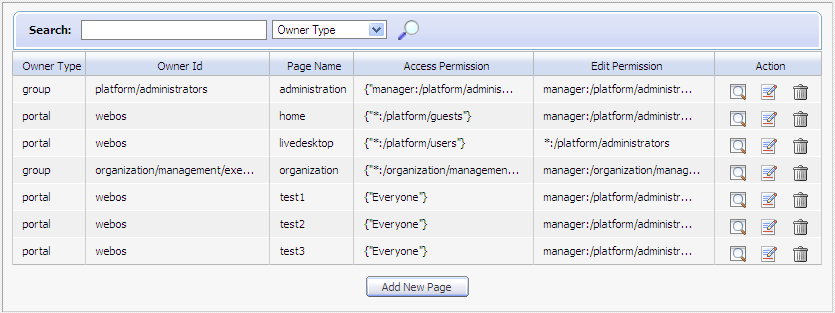 Search: Owner Type
Owner Type Owner Id Page Name Access Permission Edit Permission Action
group platform/administrators administration {"manager:/platform/adminis... manager:/platform/administr...
portal webos home {"*:/platform/guests"} manager:/platform/administr...
portal webos livedesktop {"*:/platform/users"} *:/platform/administrators
group organization/management/exe... organization {"*:/organization/managemen... manager:/organization/manag...
portal webos test1 {"Everyone"} manager:/platform/administr...
portal webos test2 {"Everyone"} manager:/platform/administr...
portal webos test3 {"Everyone"} manager:/platform/administr...
Add New Page